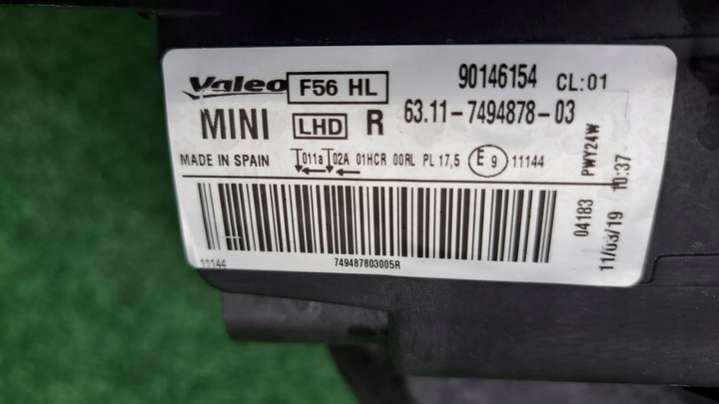 Valeo F56 HL 90146154 CL:01
MINI LHD R 63.11-7494878-03
MADE IN SPAIN 011a 02A 01HCR 00RL PL 17,5 E 9 11144
11144 749487803005R
PWY24W
04183
11/03/19 10:37